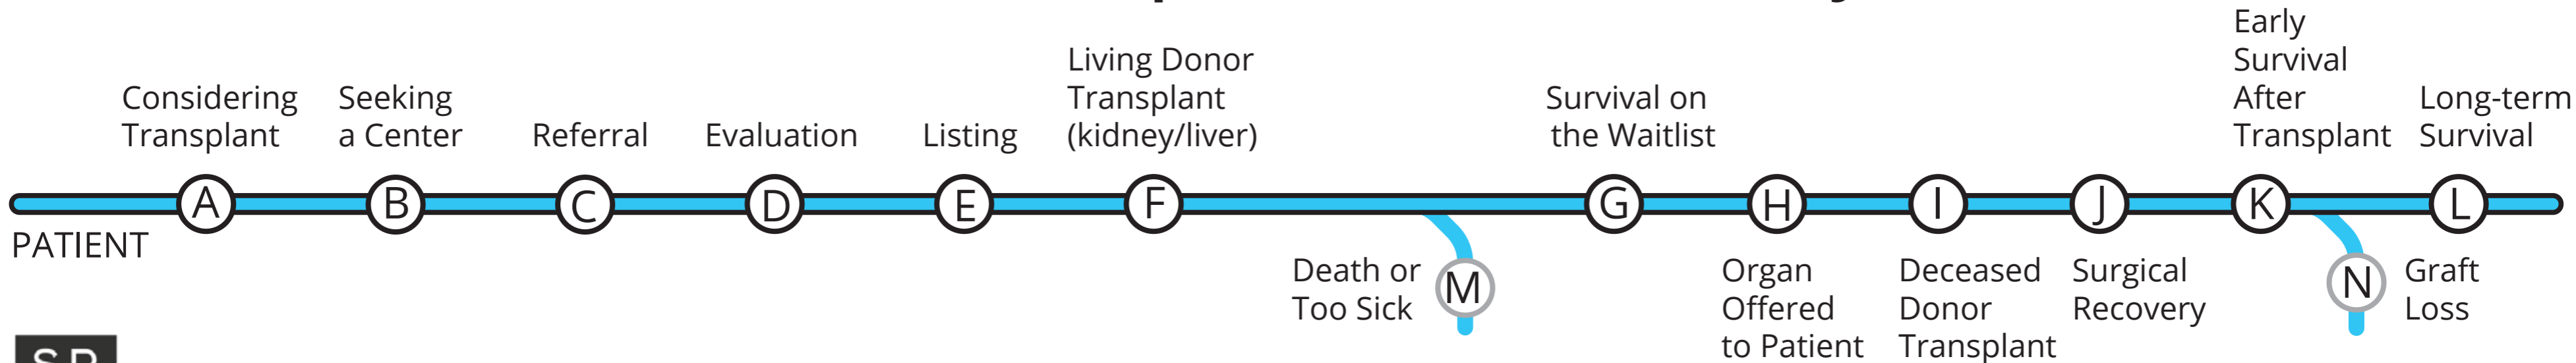 Considering
Transplant
Seeking
a Center
Referral
Evaluation
Listing
Living Donor
Transplant
(kidney/liver)
Survival on
the Waitlist
Early
Survival
After
Transplant
Long-term
Survival
A
B
C
D
E
F
G
H
I
J
K
L
PATIENT
Death or
Too Sick
M
Organ
Offered
to Patient
Deceased
Donor
Transplant
Surgical
Recovery
N
Graft
Loss
S R